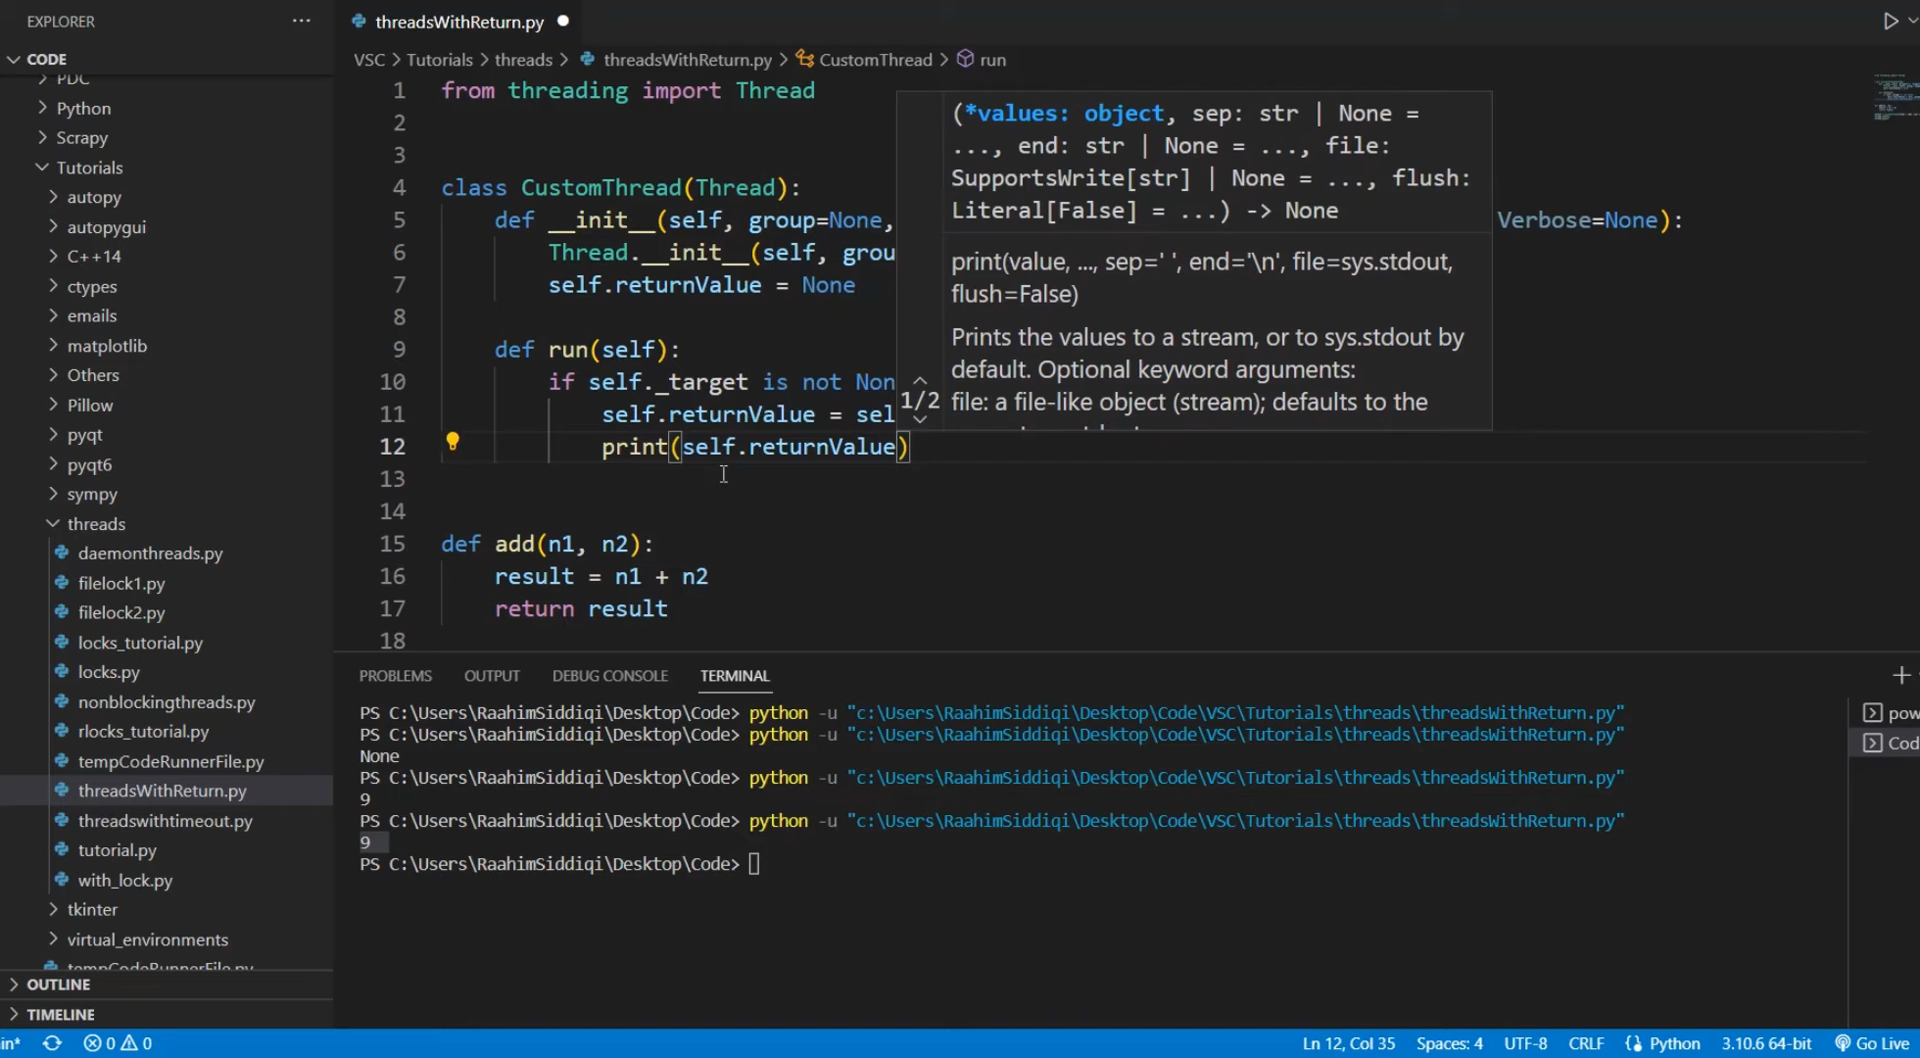 EXPLORER
CODE
PDC
Python
Scrapy
Tutorials
autopy
autopygui
C++14
ctypes
emails
matplotlib
Others
Pillow
pyqt
pyqt6
sympy
threads
daemonthreads.py
filelock1.py
filelock2.py
locks_tutorial.py
locks.py
nonblockingthreads.py
rlocks_tutorial.py
tempCodeRunnerFile.py
threadsWithReturn.py
threadswithtimeout.py
tutorial.py
with_lock.py
tkinter
virtual_environments
tempCodeRunnerFile.py
OUTLINE
TIMELINE
threadsWithReturn.py
VSC > Tutorials > threads > threadsWithReturn.py > CustomThread > run
1 from threading import Thread
2
3
4 class CustomThread(Thread):
5 def __init__(self, group=None, Verbose=None):
6 Thread.__init__(self, grou
7 self.returnValue = None
8
9 def run(self):
10 if self._target is not Non
11 self.returnValue = sel
12 print(self.returnValue)
13
14
15 def add(n1, n2):
16 result = n1 + n2
17 return result
18
(*values: object, sep: str | None =
..., end: str | None = ..., file:
SupportsWrite[str] | None = ..., flush:
Literal[False] = ...) -> None
print(value, ..., sep=' ', end='\n', file=sys.stdout,
flush=False)
Prints the values to a stream, or to sys.stdout by
default. Optional keyword arguments:
1/2
file: a file-like object (stream); defaults to the
PROBLEMS OUTPUT DEBUG CONSOLE TERMINAL
PS C:\Users\RaahimSiddiqi\Desktop\Code> python -u "c:\Users\RaahimSiddiqi\Desktop\Code\VSC\Tutorials\threads\threadsWithReturn.py"
PS C:\Users\RaahimSiddiqi\Desktop\Code> python -u "c:\Users\RaahimSiddiqi\Desktop\Code\VSC\Tutorials\threads\threadsWithReturn.py"
None
PS C:\Users\RaahimSiddiqi\Desktop\Code> python -u "c:\Users\RaahimSiddiqi\Desktop\Code\VSC\Tutorials\threads\threadsWithReturn.py"
9
PS C:\Users\RaahimSiddiqi\Desktop\Code> python -u "c:\Users\RaahimSiddiqi\Desktop\Code\VSC\Tutorials\threads\threadsWithReturn.py"
9
PS C:\Users\RaahimSiddiqi\Desktop\Code>
pow
Cod
in* 0 0 Ln 12, Col 35 Spaces: 4 UTF-8 CRLF Python 3.10.6 64-bit Go Live